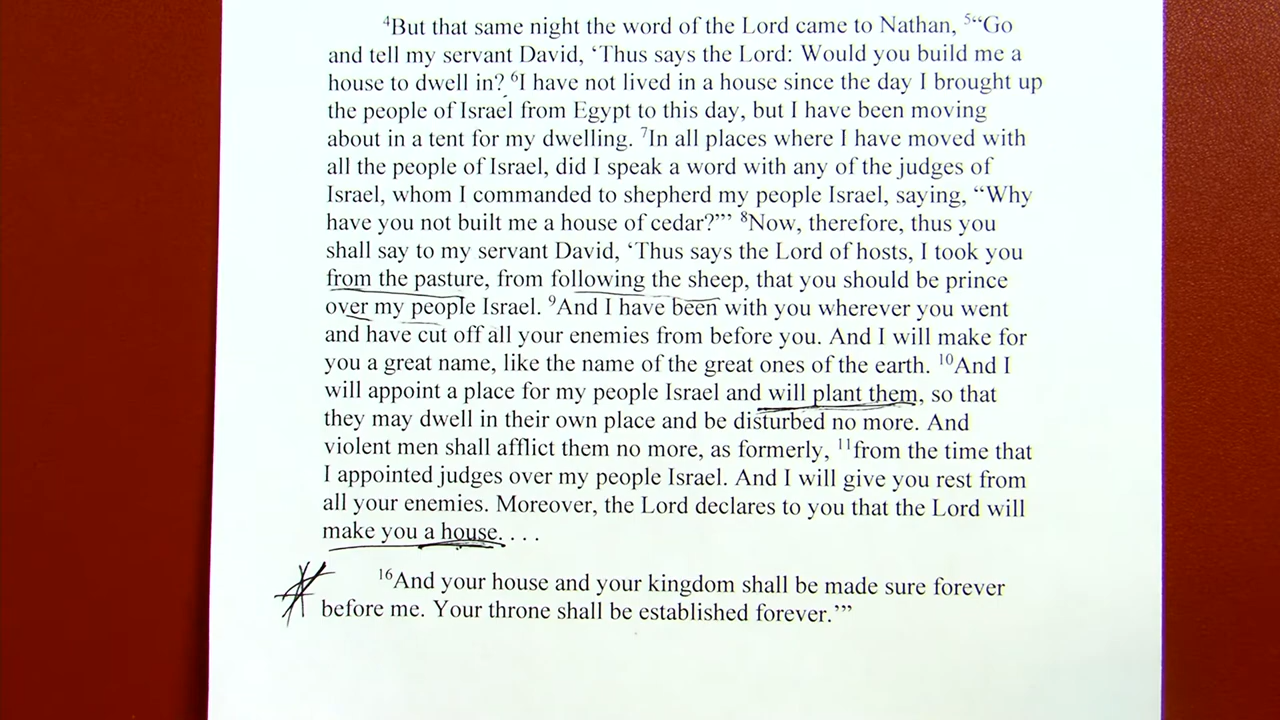 ⁴But that same night the word of the Lord came to Nathan, ⁵“Go
and tell my servant David, ‘Thus says the Lord: Would you build me a
house to dwell in? ⁶I have not lived in a house since the day I brought up
the people of Israel from Egypt to this day, but I have been moving
about in a tent for my dwelling. ⁷In all places where I have moved with
all the people of Israel, did I speak a word with any of the judges of
Israel, whom I commanded to shepherd my people Israel, saying, “Why
have you not built me a house of cedar?”’ ⁸Now, therefore, thus you
shall say to my servant David, ‘Thus says the Lord of hosts, I took you
from the pasture, from following the sheep, that you should be prince
over my people Israel. ⁹And I have been with you wherever you went
and have cut off all your enemies from before you. And I will make for
you a great name, like the name of the great ones of the earth. ¹⁰And I
will appoint a place for my people Israel and will plant them, so that
they may dwell in their own place and be disturbed no more. And
violent men shall afflict them no more, as formerly, ¹¹from the time that
I appointed judges over my people Israel. And I will give you rest from
all your enemies. Moreover, the Lord declares to you that the Lord will
make you a house. . . .
¹⁶And your house and your kingdom shall be made sure forever
before me. Your throne shall be established forever.’”